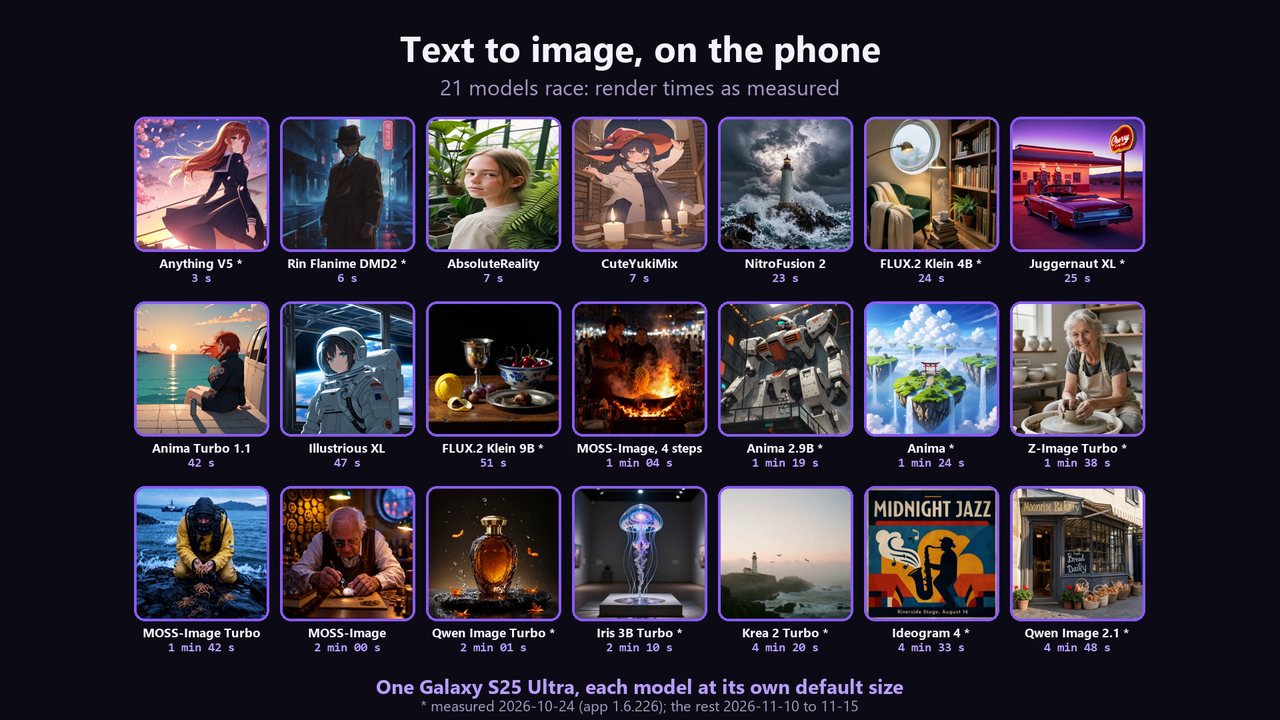 Text to image, on the phone
21 models race: render times as measured
Cherry
Anything V5 *
3 s
Rin Flanime DMD2 *
6 s
AbsoluteReality
7 s
CuteYukiMix
7 s
NitroFusion 2
23 s
FLUX.2 Klein 4B *
24 s
Juggernaut XL *
25 s
Anima Turbo 1.1
42 s
Illustrious XL
47 s
FLUX.2 Klein 9B *
51 s
MOSS-Image, 4 steps
1 min 04 s
Anima 2.9B *
1 min 19 s
Anima *
1 min 24 s
Z-Image Turbo *
1 min 38 s
MIDNIGHT JAZZ
Riverside Stage, August 14
Moonrise Bakery
Fresh
Bread
Daily
MOSS-Image Turbo
1 min 42 s
MOSS-Image
2 min 00 s
Qwen Image Turbo *
2 min 01 s
Iris 3B Turbo *
2 min 10 s
Krea 2 Turbo *
4 min 20 s
Ideogram 4 *
4 min 33 s
Qwen Image 2.1 *
4 min 48 s
One Galaxy S25 Ultra, each model at its own default size
* measured 2026-10-24 (app 1.6.226); the rest 2026-11-10 to 11-15